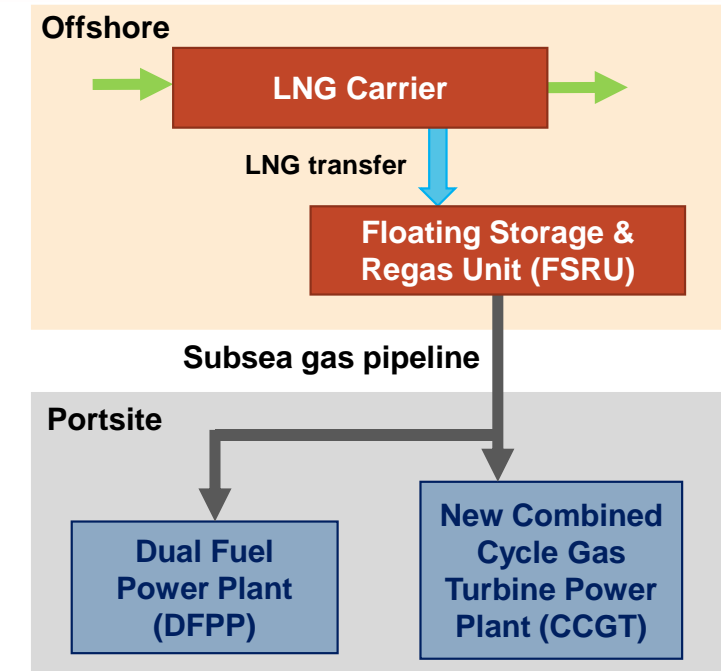 Offshore
LNG Carrier
LNG transfer
Floating Storage &
Regas Unit (FSRU)
Subsea gas pipeline
Portsite
Dual Fuel
Power Plant
(DFPP)
New Combined
Cycle Gas
Turbine Power
Plant (CCGT)